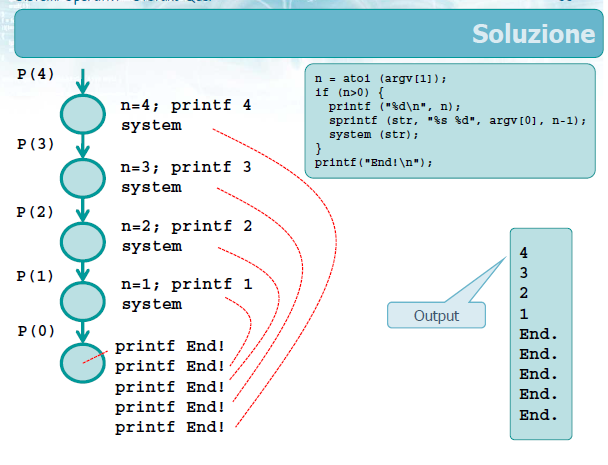 Soluzione
P(4)
n=4; printf 4
system
P(3)
n=3; printf 3
system
P(2)
n=2; printf 2
system
P(1)
n=1; printf 1
system
P(0)
printf End!
printf End!
printf End!
printf End!
printf End!
n = atoi (argv[1]);
if (n>0) {
printf ("%d\n", n);
sprintf (str, "%s %d", argv[0], n-1);
system (str);
}
printf("End!\n");
Output
4
3
2
1
End.
End.
End.
End.
End.